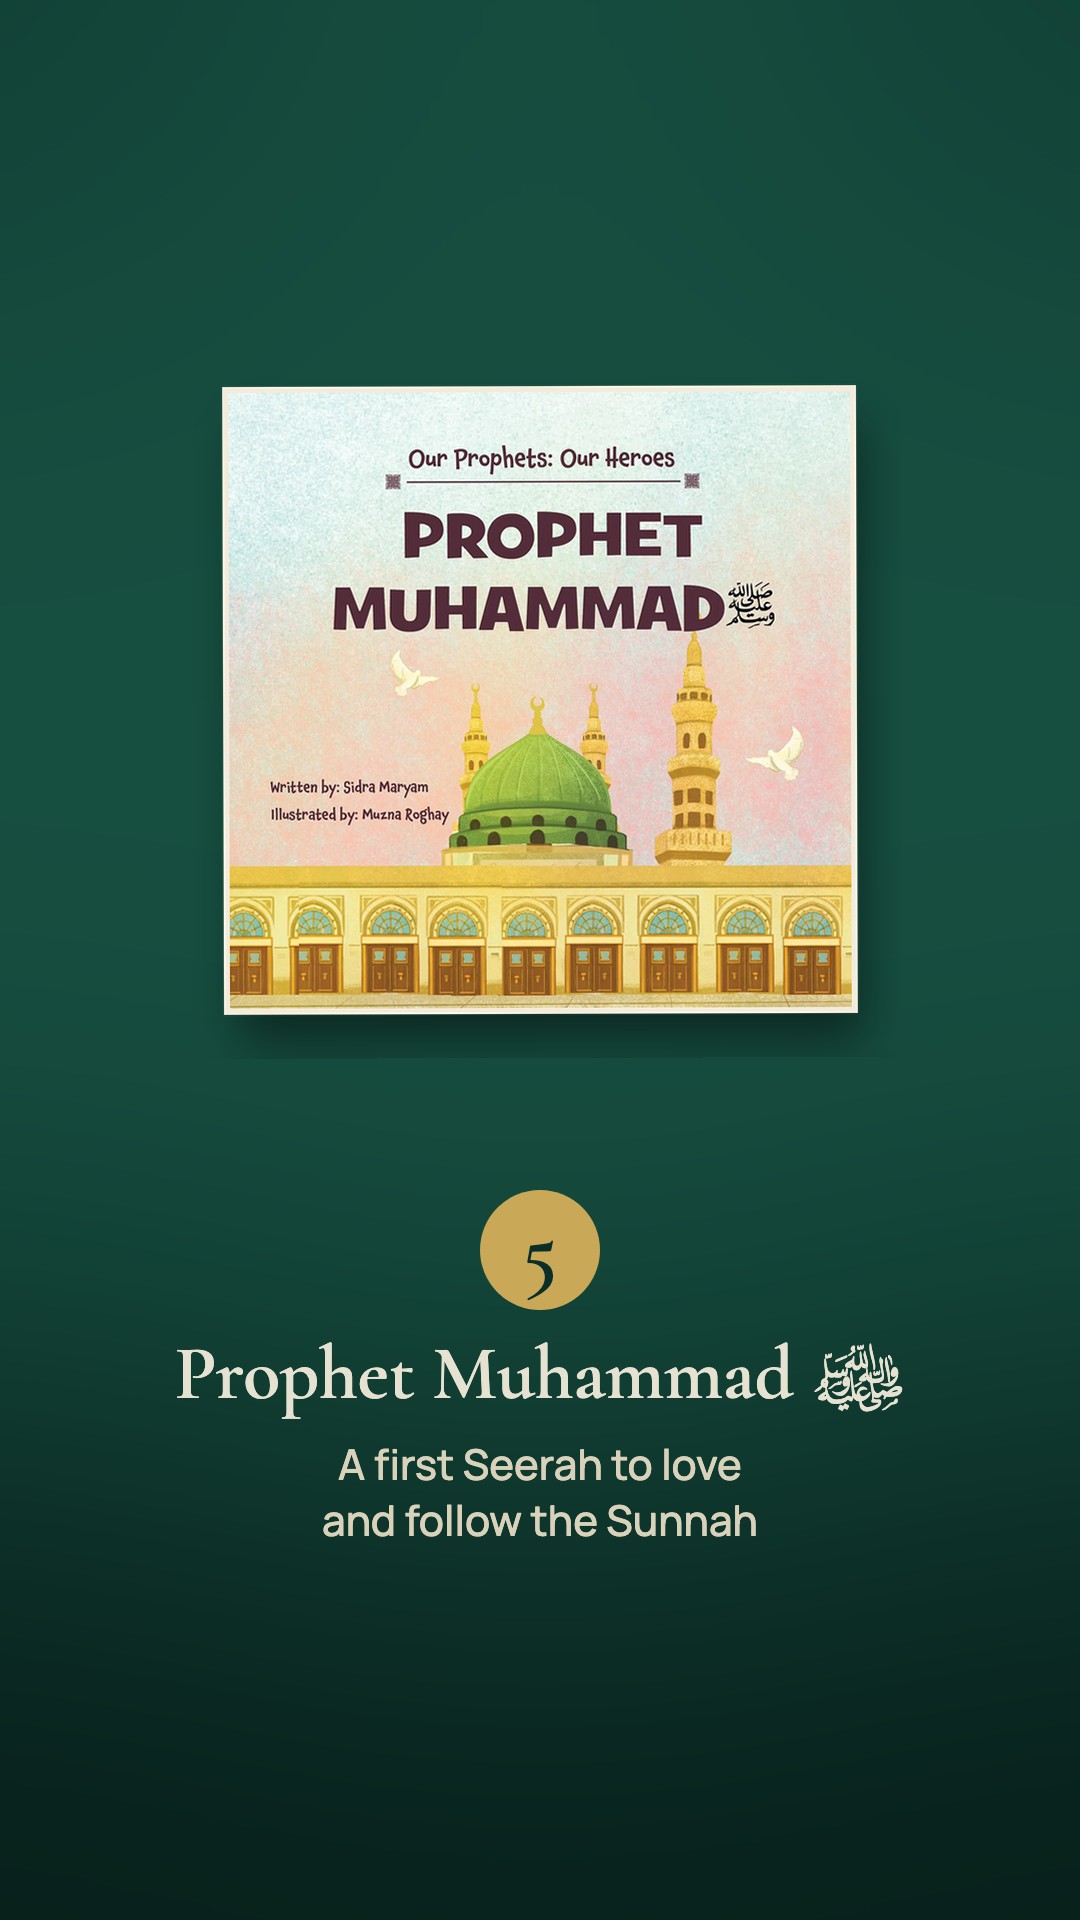 Our Prophets: Our Heroes
PROPHET
MUHAMMAD ﷺ
Written by: Sidra Maryam
Illustrated by: Muzna Roghay
5
Prophet Muhammad ﷺ
A first Seerah to love
and follow the Sunnah